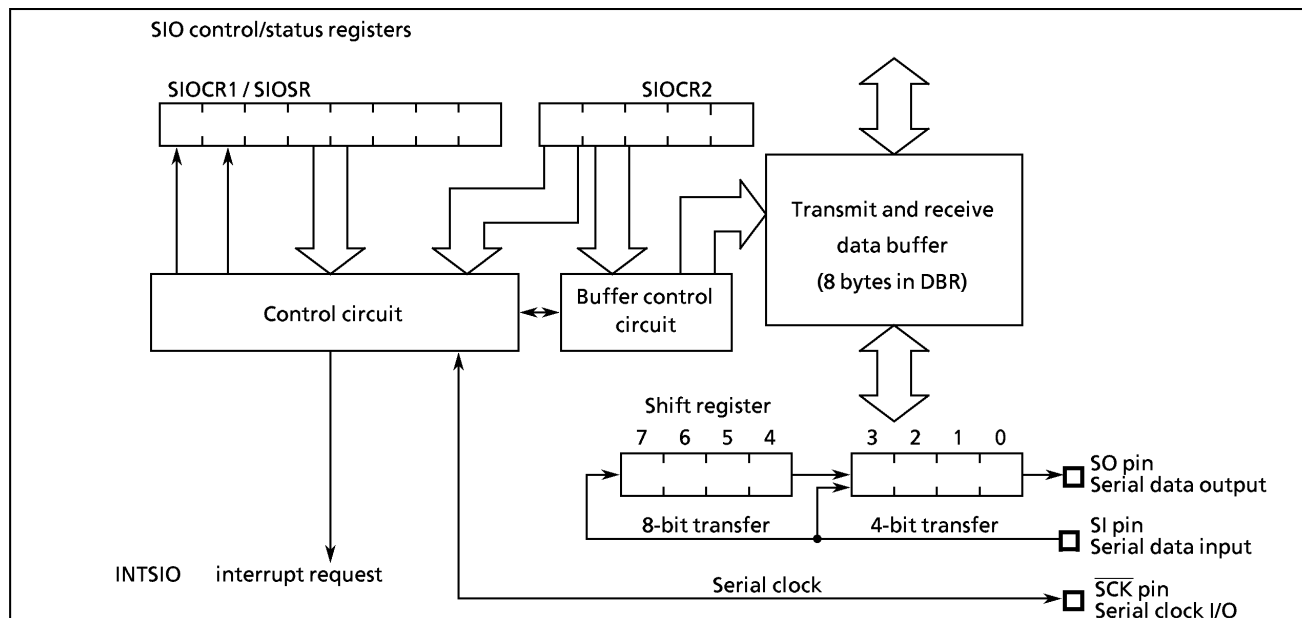 SIO control/status registers
SIOCR1 / SIOSR
SIOCR2
Transmit and receive
data buffer
(8 bytes in DBR)
Control circuit
Buffer control
circuit
Shift register
7 6 5 4 3 2 1 0
SO pin
Serial data output
8-bit transfer
4-bit transfer
SI pin
Serial data input
INTSIO interrupt request
Serial clock
SCK pin
Serial clock I/O